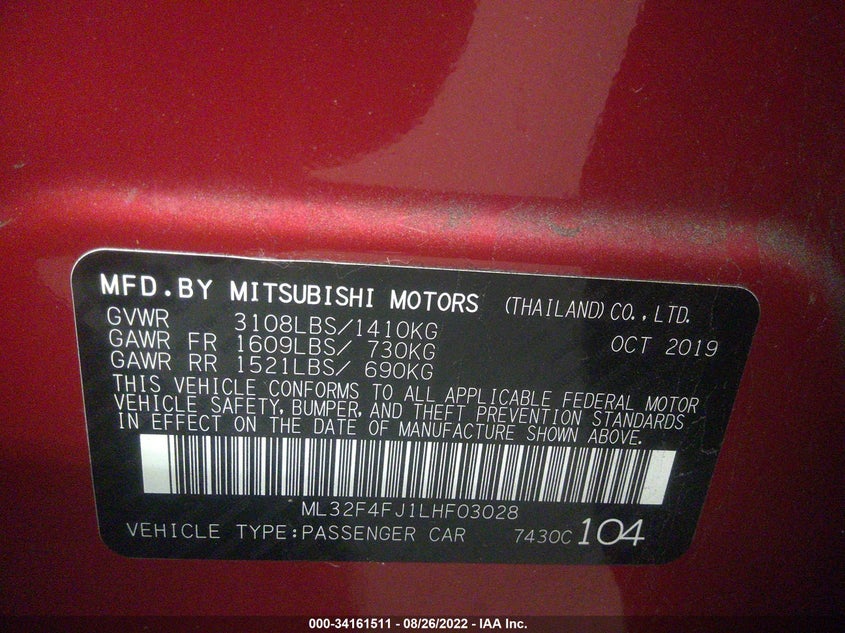 MFD.BY MITSUBISHI MOTORS (THAILAND) CO., LTD.
GVWR 3108LBS/1410KG OCT 2019
GAWR FR 1609LBS/ 730KG
GAWR RR 1521LBS/ 690KG
THIS VEHICLE CONFORMS TO ALL APPLICABLE FEDERAL MOTOR
VEHICLE SAFETY, BUMPER, AND THEFT PREVENTION STANDARDS
IN EFFECT ON THE DATE OF MANUFACTURE SHOWN ABOVE.
ML32F4FJ1LHF03028
VEHICLE TYPE:PASSENGER CAR 7430C 104
000-34161511 - 08/26/2022 - IAA Inc.